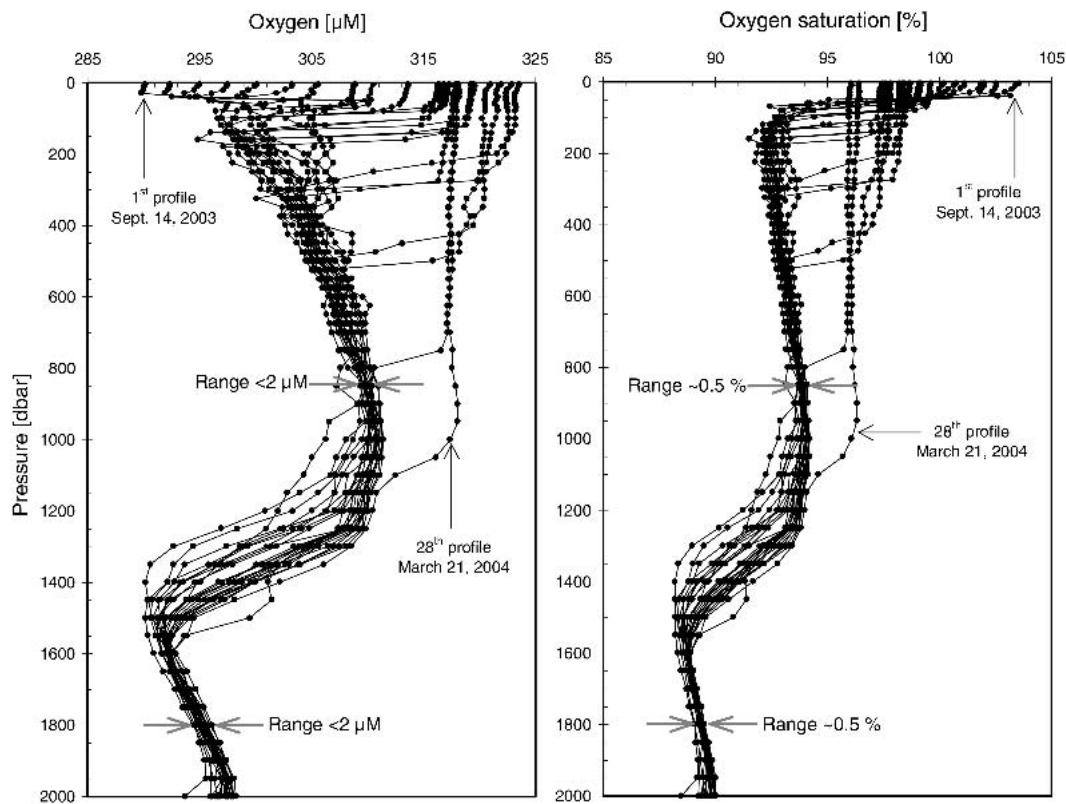 Oxygen [µM]
285 295 305 315 325
0
200
400
600
800
1000
1200
1400
1600
1800
2000
Pressure [dbar]
1st profile
Sept. 14, 2003
Range <2 µM
28th profile
March 21, 2004
Range <2 µM
Oxygen saturation [%]
85 90 95 100 105
0
200
400
600
800
1000
1200
1400
1600
1800
2000
1st profile
Sept. 14, 2003
Range ~0.5 %
28th profile
March 21, 2004
Range ~0.5 %